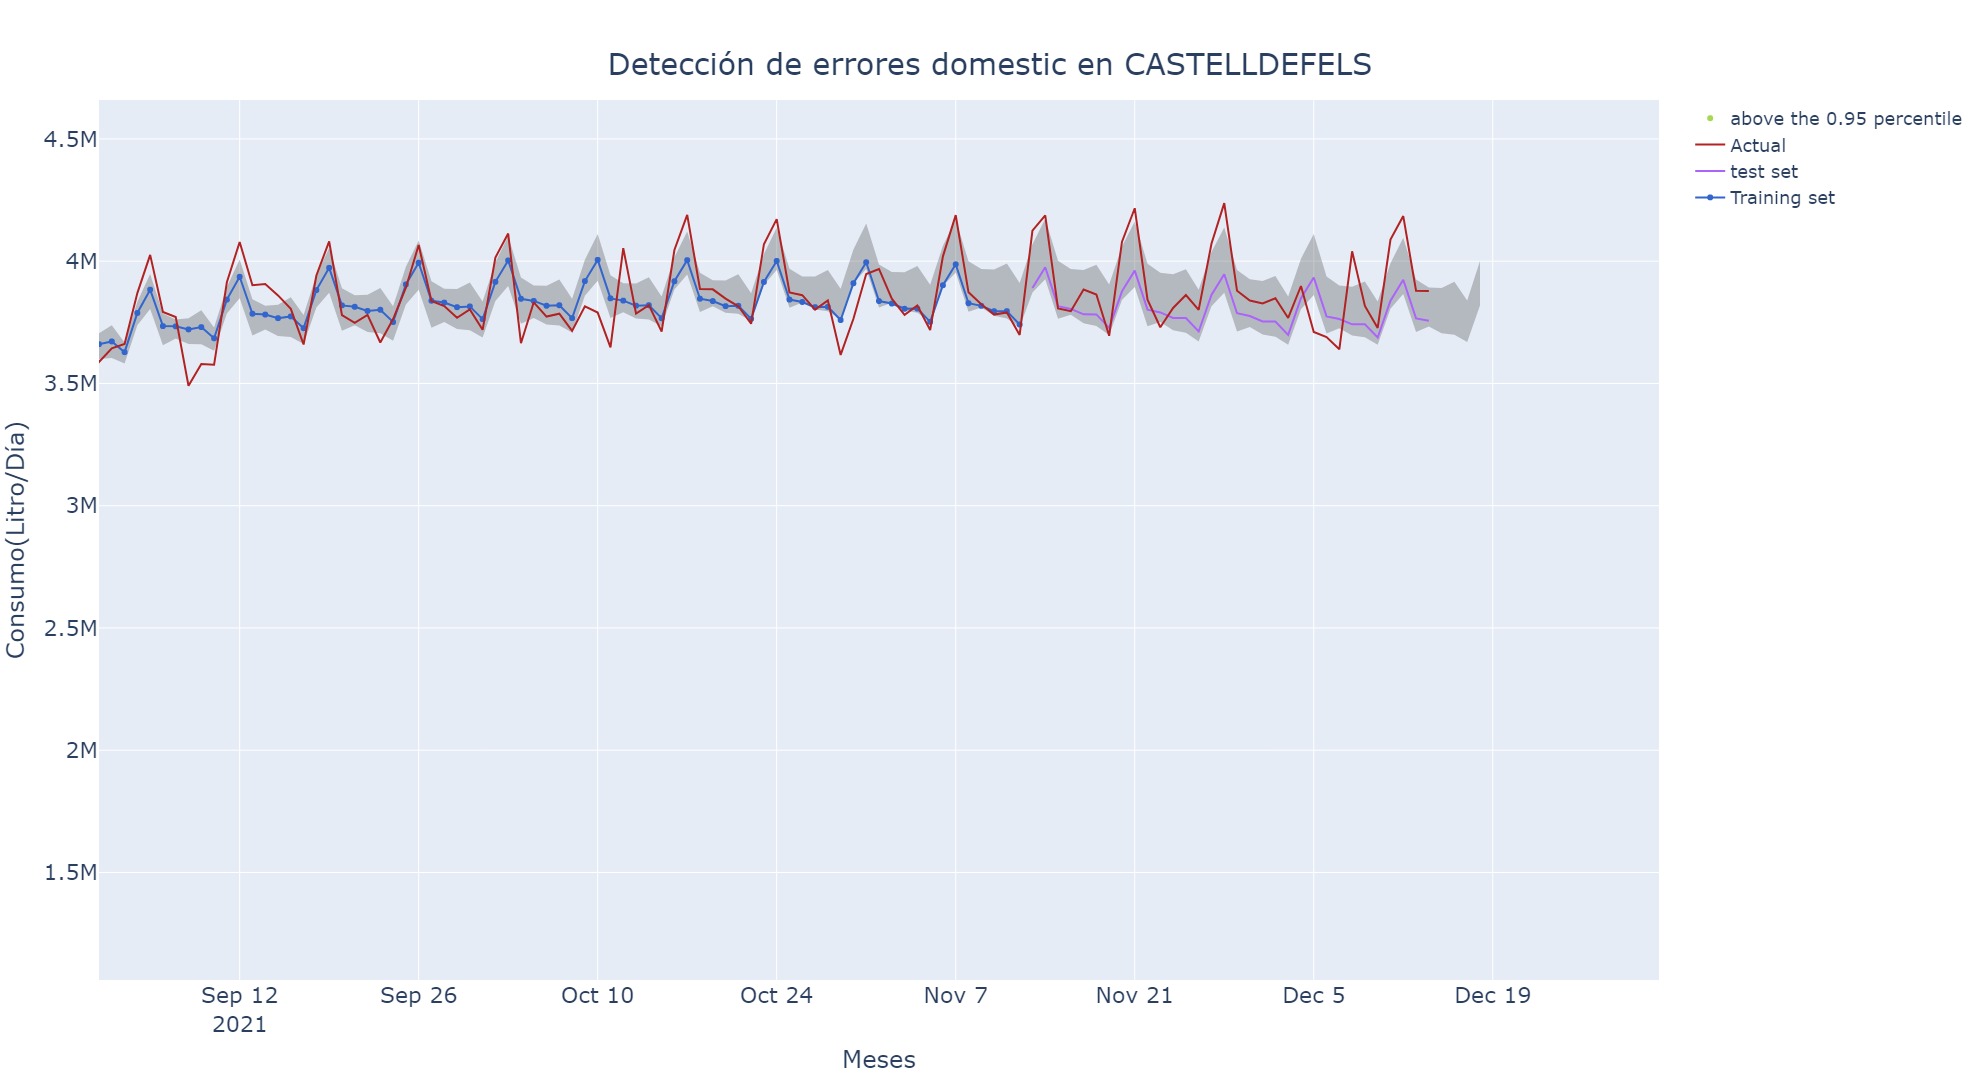 Detección de errores domestic en CASTELLDEFELS
above the 0.95 percentile
Actual
test set
Training set
4.5M
4M
3.5M
3M
2.5M
2M
1.5M
Consumo(Litro/Día)
Sep 12
2021
Sep 26
Oct 10
Oct 24
Nov 7
Nov 21
Dec 5
Dec 19
Meses